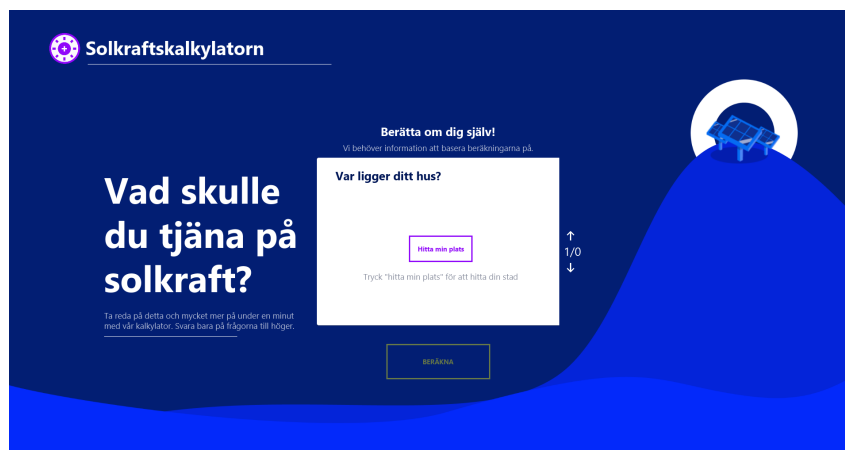 Solkraftskalkylatorn
Berätta om dig själv!
Vi behöver information att basera beräkningarna på.
Var ligger ditt hus?
Vad skulle
du tjäna på
solkraft?
Hitta min plats
Tryck "hitta min plats" för att hitta din stad
1/0
Ta reda på detta och mycket mer på under en minut
med vår kalkylator. Svara bara på frågorna till höger.
BERÄKNA